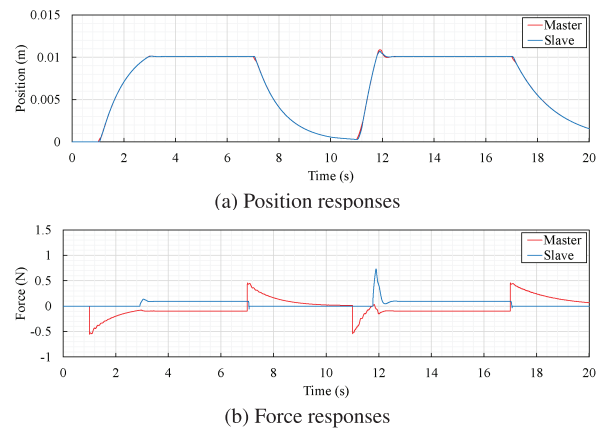 Master
Slave
0.015
0.01
0.005
0
Position (m)
0 2 4 6 8 10 12 14 16 18 20
Time (s)
(a) Position responses
Master
Slave
1.5
1
0.5
0
-0.5
-1
Force (N)
0 2 4 6 8 10 12 14 16 18 20
Time (s)
(b) Force responses